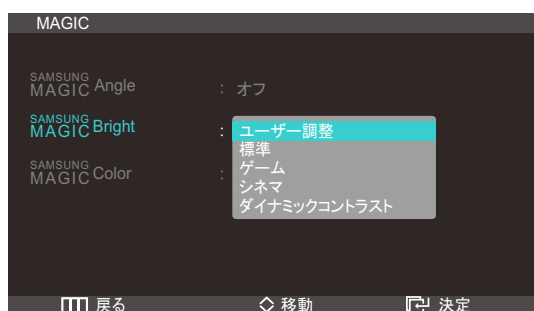 MAGIC
SAMSUNG
MAGIC Angle : オフ
SAMSUNG
MAGIC Bright : ユーザー調整
標準
ゲーム
シネマ
ダイナミックコントラスト
SAMSUNG
MAGIC Color :
戻る 移動 決定